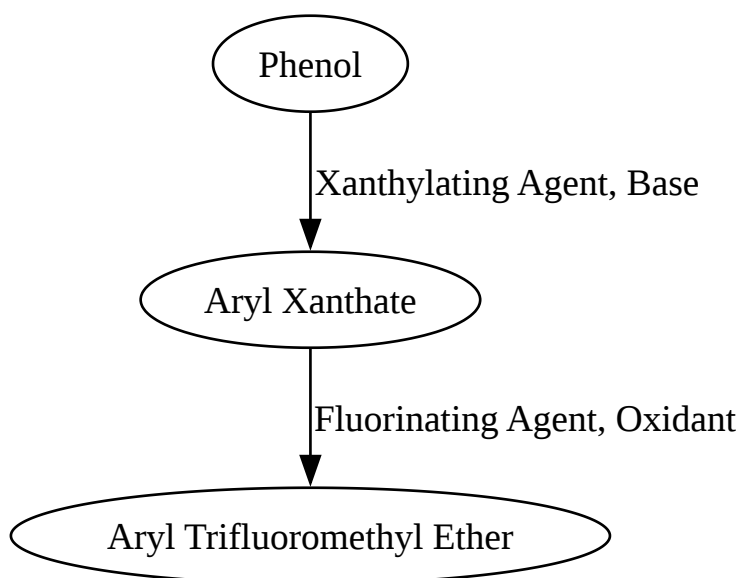 Phenol
Xanthylating Agent, Base
Aryl Xanthate
Fluorinating Agent, Oxidant
Aryl Trifluoromethyl Ether